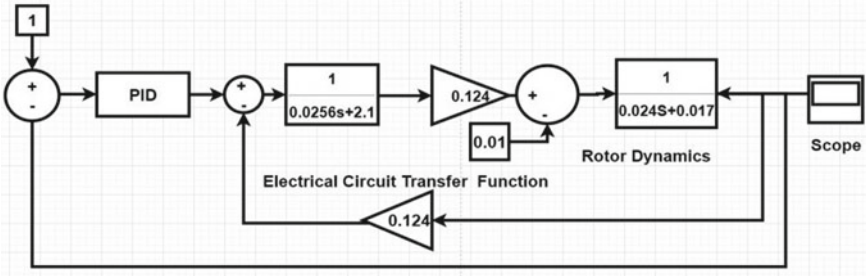 1
+
-
PID
+
-
1
0.0256s+2.1
0.124
+
-
0.01
1
0.024S+0.017
Scope
Rotor Dynamics
Electrical Circuit Transfer Function
0.124